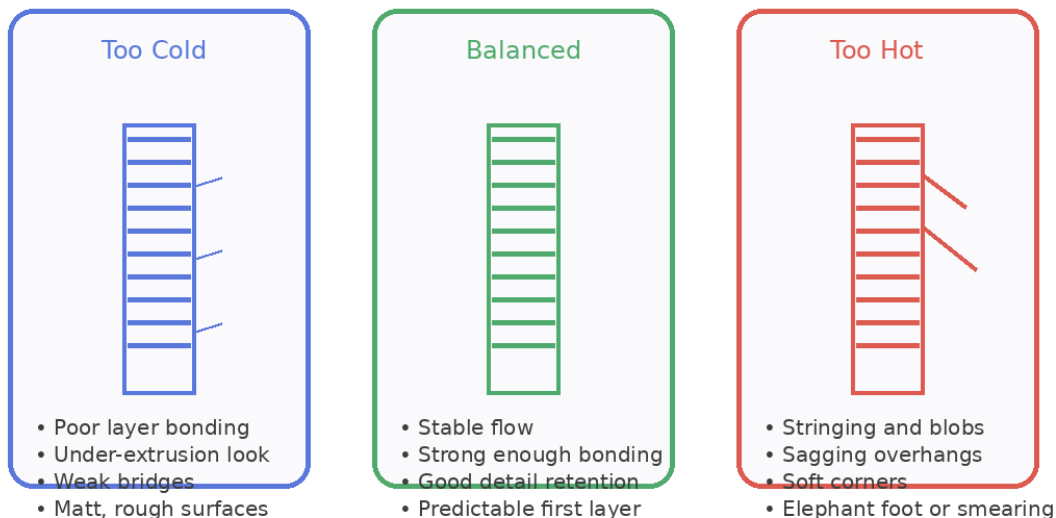 Too Cold
• Poor layer bonding
• Under-extrusion look
• Weak bridges
• Matt, rough surfaces
Balanced
• Stable flow
• Strong enough bonding
• Good detail retention
• Predictable first layer
Too Hot
• Stringing and blobs
• Sagging overhangs
• Soft corners
• Elephant foot or smearing